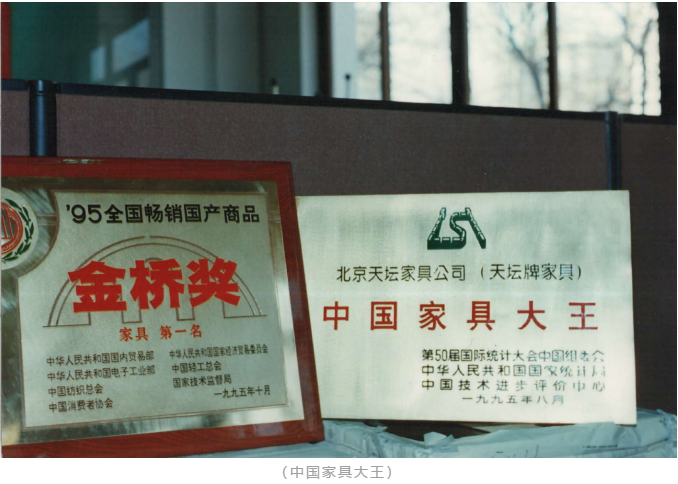 '95全国畅销国产商品
金桥奖
家具 第一名
中华人民共和国国内贸易部
中华人民共和国电子工业部
中国纺织总会
中国消费者协会
中华人民共和国国家经济贸易委员会
中国轻工总会
国家技术监督局
一九九五年十月
北京天坛家具公司(天坛牌家具)
中国家具大王
第50届国际统计大会中国组委会
中华人民共和国国家统计局
中国技术进步评价中心
一九九五年八月
(中国家具大王)